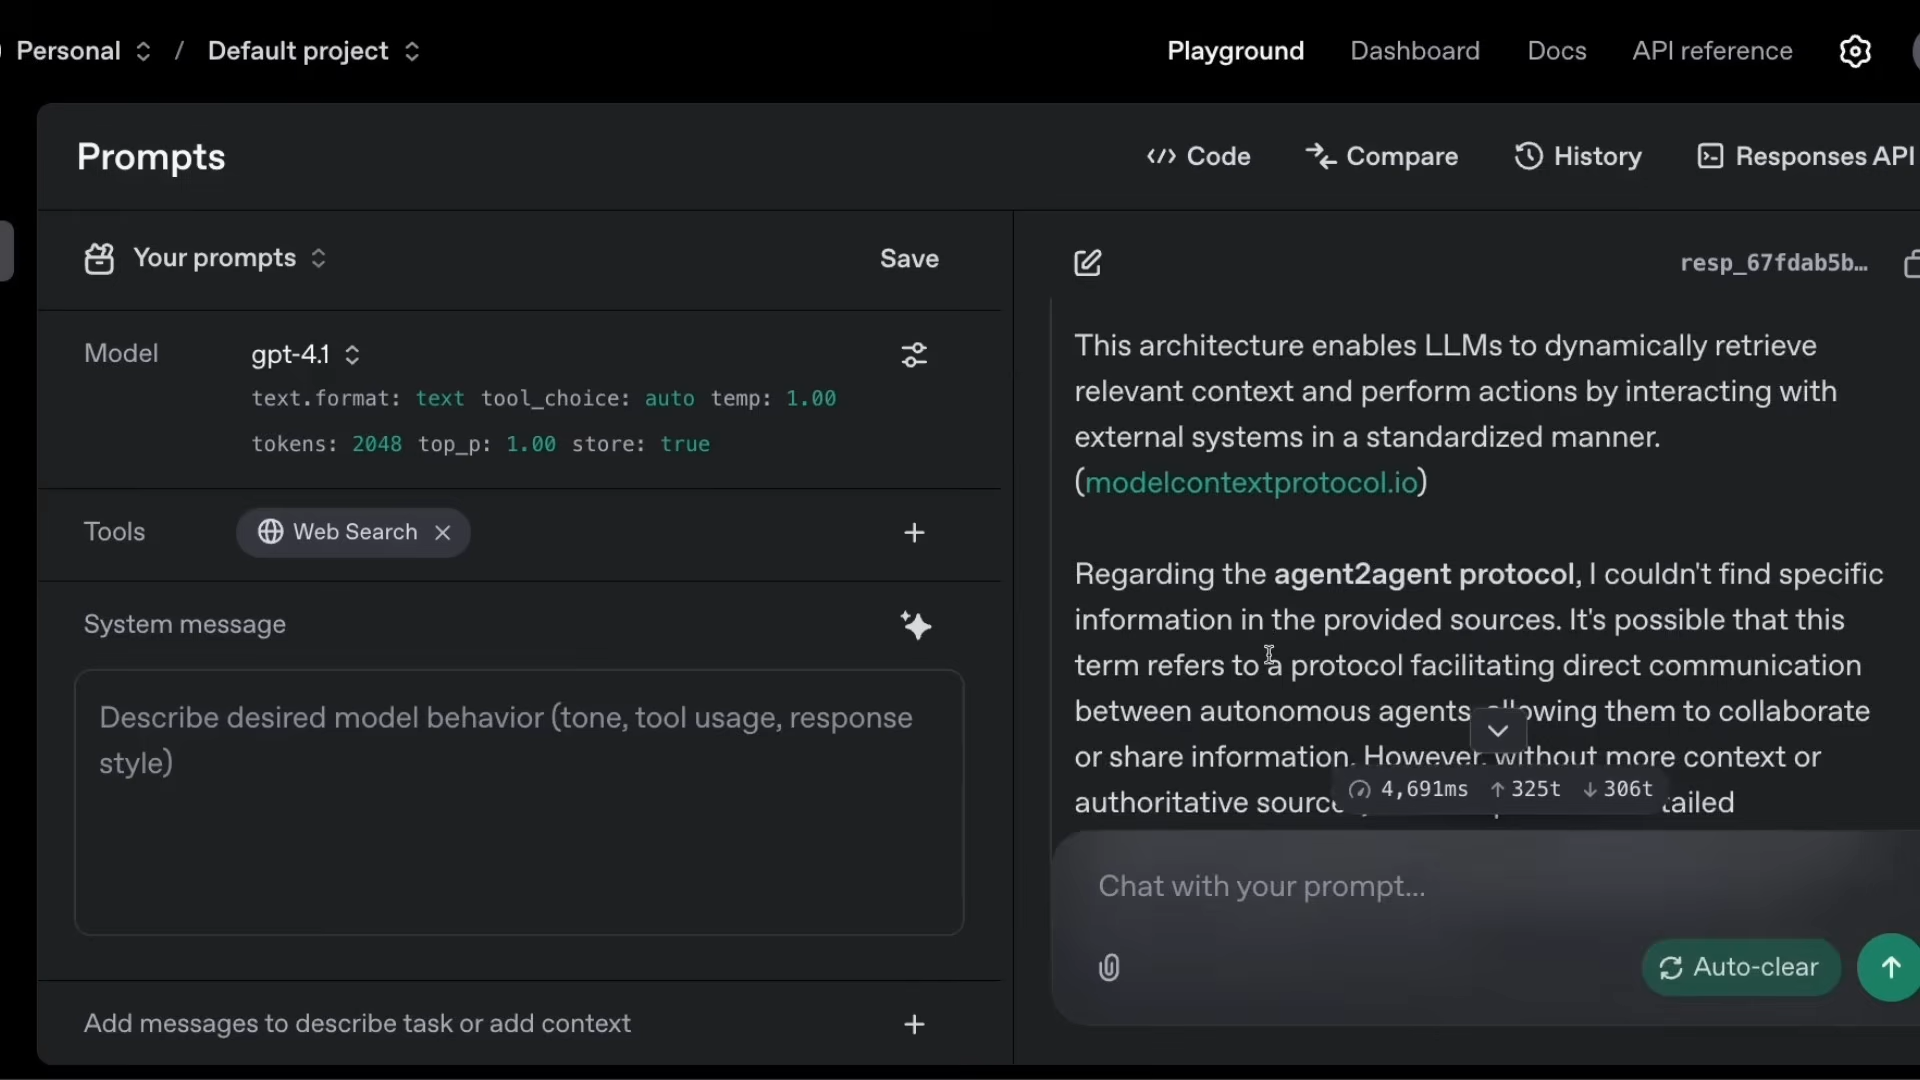 Personal / Default project
Playground Dashboard Docs API reference
Prompts
Code Compare History Responses API
Your prompts Save
resp_67fdab5b…
Model gpt-4.1
text.format: text tool_choice: auto temp: 1.00
tokens: 2048 top_p: 1.00 store: true
Tools Web Search
System message
Describe desired model behavior (tone, tool usage, response
style)
Add messages to describe task or add context
This architecture enables LLMs to dynamically retrieve
relevant context and perform actions by interacting with
external systems in a standardized manner.
(modelcontextprotocol.io)
Regarding the agent2agent protocol, I couldn't find specific
information in the provided sources. It's possible that this
term refers to a protocol facilitating direct communication
between autonomous agents, allowing them to collaborate
or share information. However, without more context or
authoritative
4,691ms ↑ 325t ↓ 306t
Chat with your prompt...
Auto-clear